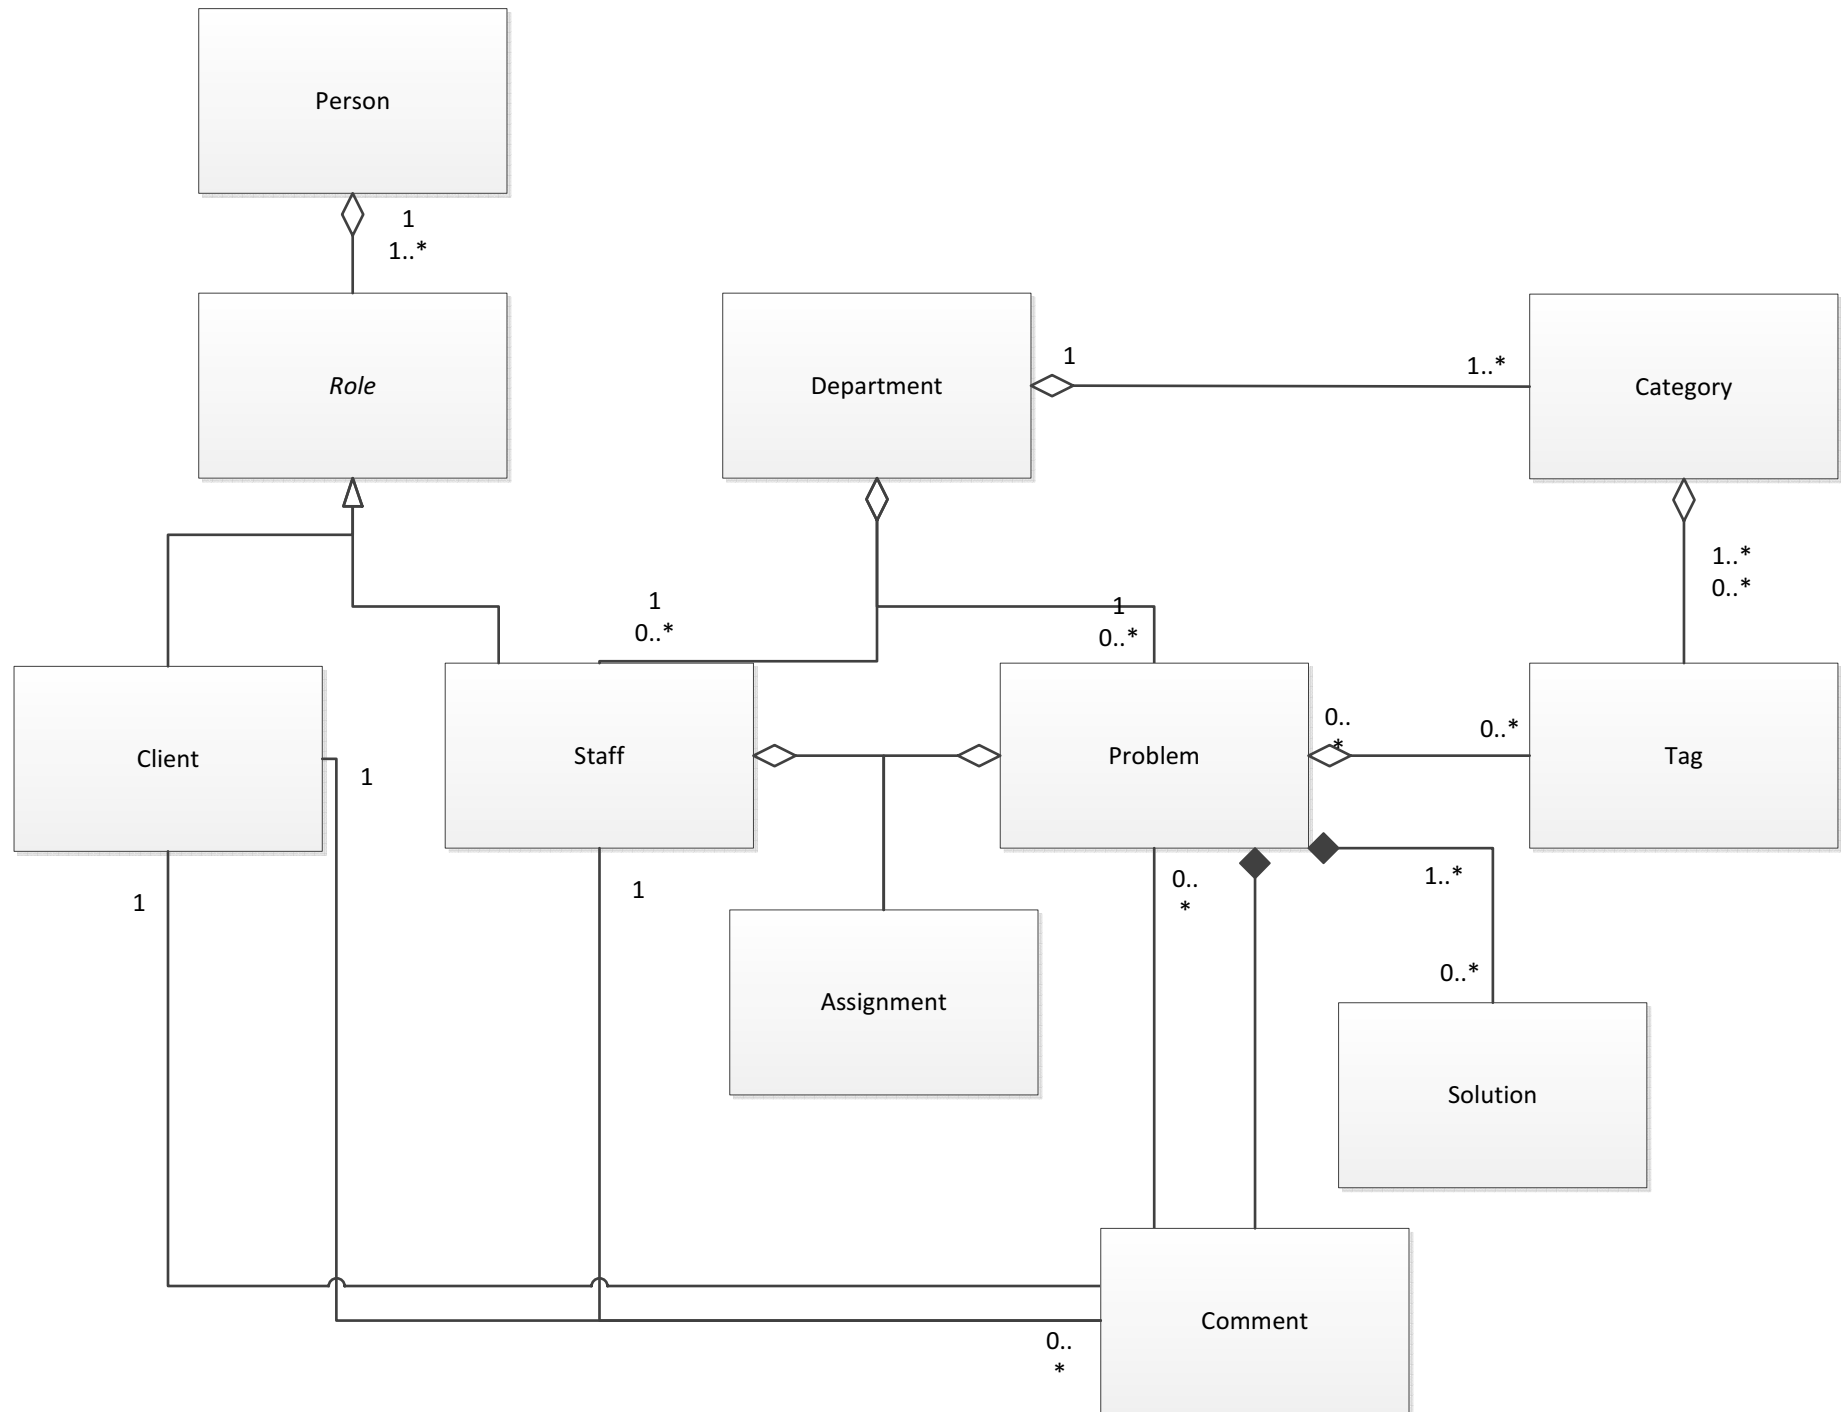 Person
1
1..*
Role
Department
1
1..*
Category
1
0..*
1
0..*
1..*
0..*
Client
1
Staff
Problem
0..
*
0..*
Tag
1
1
0..
*
1..*
0..*
Assignment
Solution
Comment
0..
*